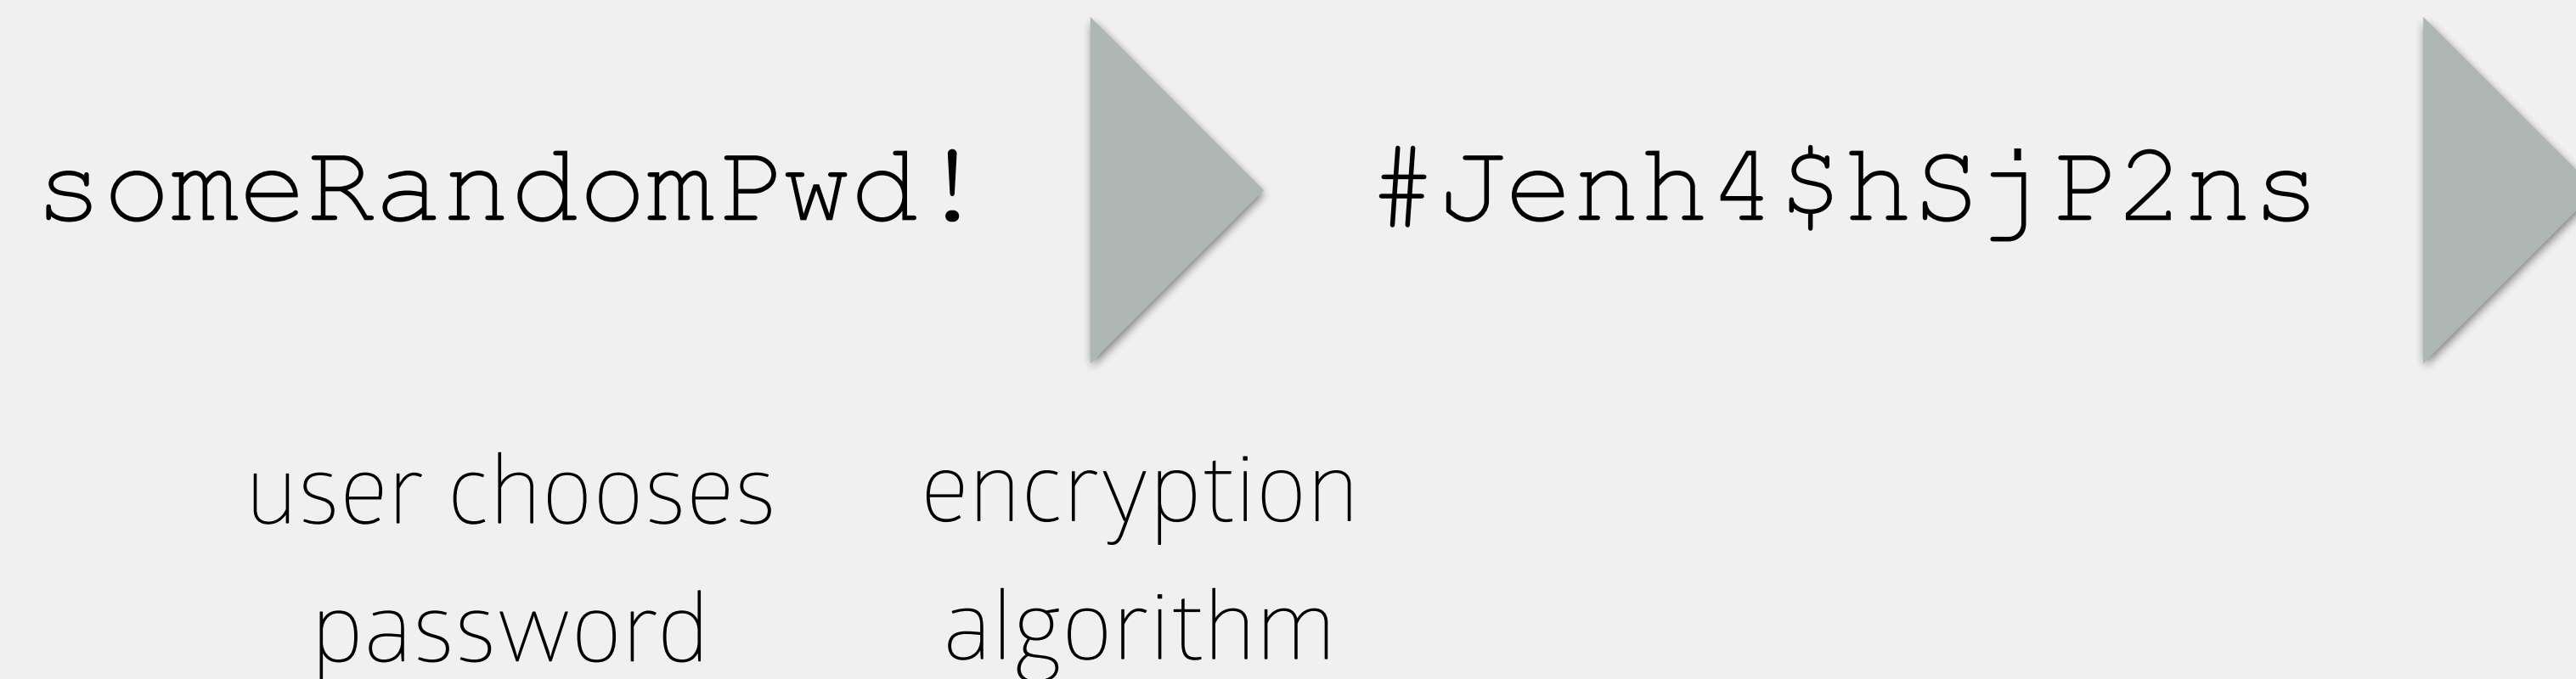 someRandomPwd! #Jenh4$hSjP2ns
user chooses
password
encryption
algorithm